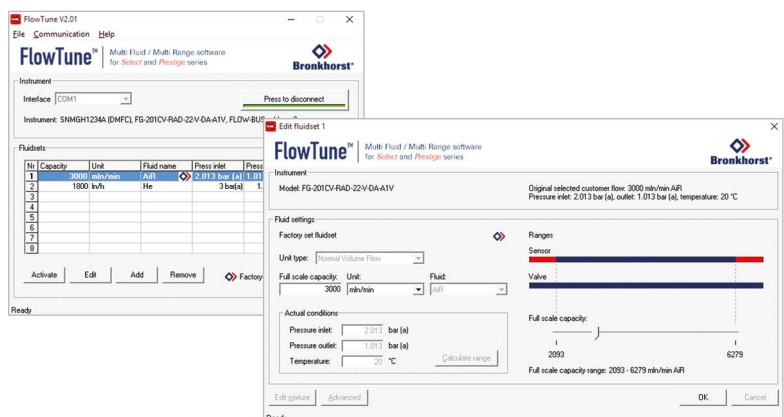 FlowTune V2.01
File Communication Help
FlowTune™ Multi Fluid / Multi Range software
for Select and Prestige series
Bronkhorst®
Instrument
Interface COM1 Press to disconnect
Instrument: SNMGH1234A (DMFC), FG-201CV-RAD-22-V-DA-A1V, FLOW-BUS
Fluidsets
Nr Capacity Unit Fluid name Press inlet Press
1 3000 mln/min AiR 2.013 bar (a) 1.01
2 1800 ln/h He 3 bar(a) 1.
3
4
5
6
7
8
Activate Edit Add Remove Factory
Ready
Edit fluidset 1
FlowTune™ Multi Fluid / Multi Range software
for Select and Prestige series
Bronkhorst®
Instrument
Model: FG-201CV-RAD-22-V-DA-A1V
Original selected customer flow: 3000 mln/min AiR
Pressure inlet: 2.013 bar (a), outlet: 1.013 bar (a), temperature: 20 °C
Fluid settings
Factory set fluidset
Unit type: Normal Volume Flow
Full scale capacity: Unit: Fluid:
3000 mln/min AiR
Actual conditions
Pressure inlet: 2.013 bar (a)
Pressure outlet: 1.013 bar (a)
Temperature: 20 °C
Calculate range
Ranges
Sensor
Valve
Full scale capacity:
2093 6279
Full scale capacity range: 2093 - 6279 mln/min AiR
Edit mixture Advanced OK Cancel
Ready